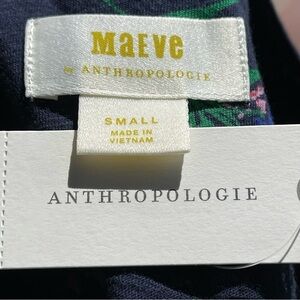 MAEVE
BY ANTHROPOLOGIE
SMALL
MADE IN
VIETNAM
ANTHROPOLOGIE